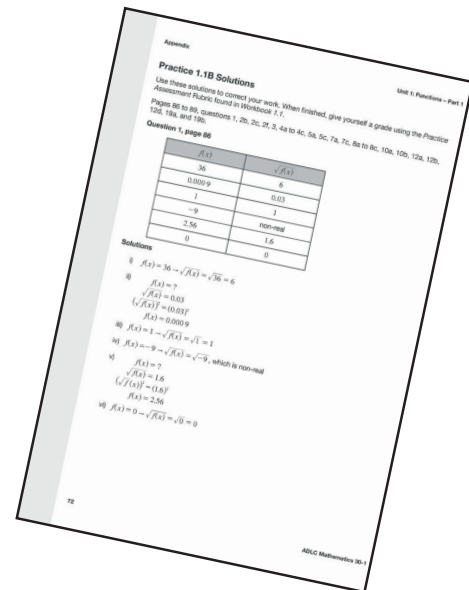 Appendix
Unit 1: Functions – Part 1
Practice 1.1B Solutions
Use these solutions to correct your work. When finished, give yourself a grade using the Practice
Assessment Rubric found in Workbook 1.1.
Pages 86 to 89, questions 1, 2b, 2c, 2f, 3, 4a to 4c, 5a, 5c, 7a, 7c, 8a to 8c, 10a, 10b, 12a, 12b,
12d, 19a, and 19b.
Question 1, page 86
f(x) √f(x)
36 6
0.0009 0.03
1 1
−9 non-real
2.56 1.6
0 0
Solutions
i) f(x) = 36 → √f(x) = √36 = 6
ii) f(x) = ?
√f(x) = 0.03
(√f(x))² = (0.03)²
f(x) = 0.0009
iii) f(x) = 1 → √f(x) = √1 = 1
iv) f(x) = −9 → √f(x) = √−9, which is non-real
v) f(x) = ?
√f(x) = 1.6
(√f(x))² = (1.6)²
f(x) = 2.56
vi) f(x) = 0 → √f(x) = √0 = 0
72
ADLC Mathematics 30-1